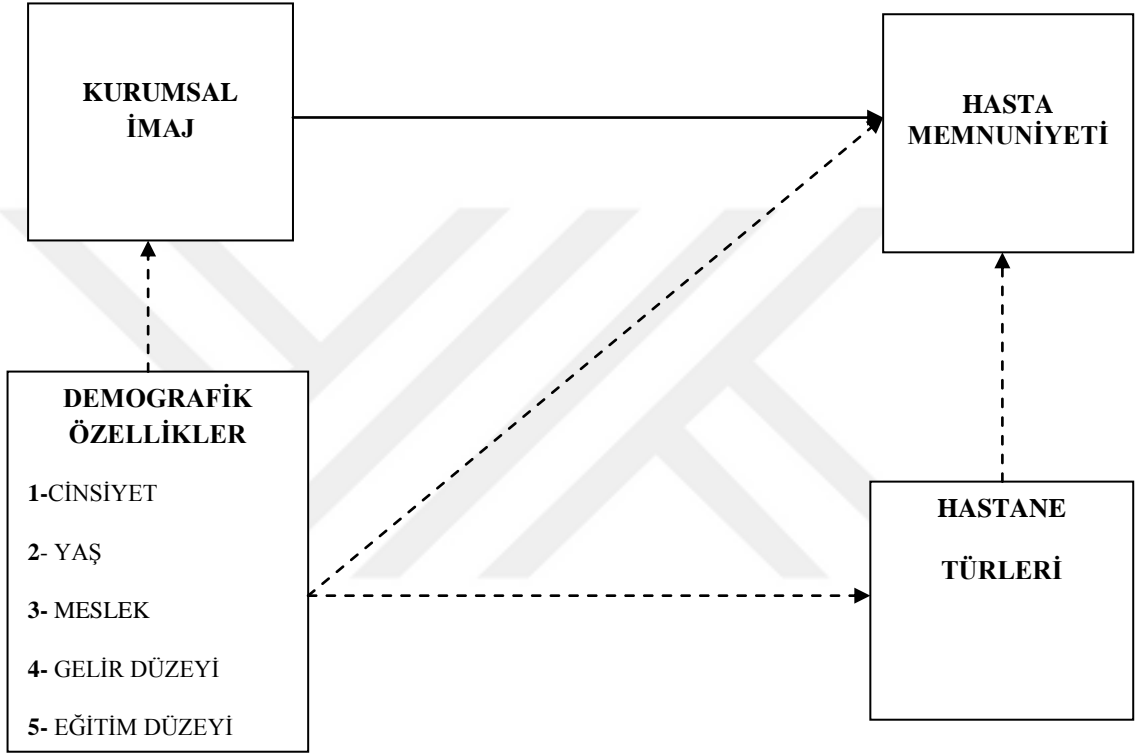 KURUMSAL
İMAJ
HASTA
MEMNUNİYETİ
DEMOGRAFİK
ÖZELLİKLER
1-CİNSİYET
2- YAŞ
3- MESLEK
4- GELİR DÜZEYİ
5- EĞİTİM DÜZEYİ
HASTANE
TÜRLERİ